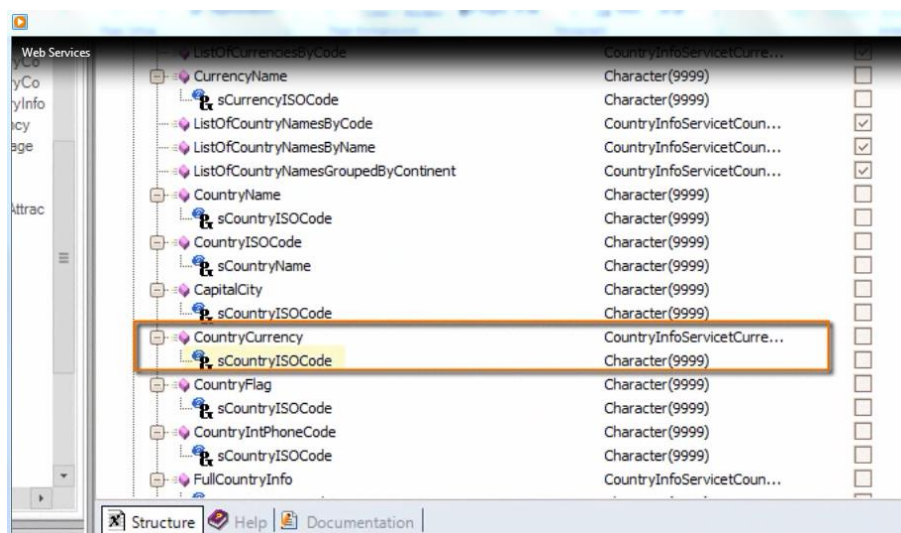 Web Services
yCo
yCo
yInfo
ncy
age
Attrac
ListOfCurrenciesByCode CountryInfoServicetCurre...
CurrencyName Character(9999)
sCurrencyISOCode Character(9999)
ListOfCountryNamesByCode CountryInfoServicetCoun...
ListOfCountryNamesByName CountryInfoServicetCoun...
ListOfCountryNamesGroupedByContinent CountryInfoServicetCoun...
CountryName Character(9999)
sCountryISOCode Character(9999)
CountryISOCode Character(9999)
sCountryName Character(9999)
CapitalCity Character(9999)
sCountryISOCode Character(9999)
CountryCurrency CountryInfoServicetCurre...
sCountryISOCode Character(9999)
CountryFlag Character(9999)
sCountryISOCode Character(9999)
CountryIntPhoneCode Character(9999)
sCountryISOCode Character(9999)
FullCountryInfo CountryInfoServicetCoun...
Structure Help Documentation